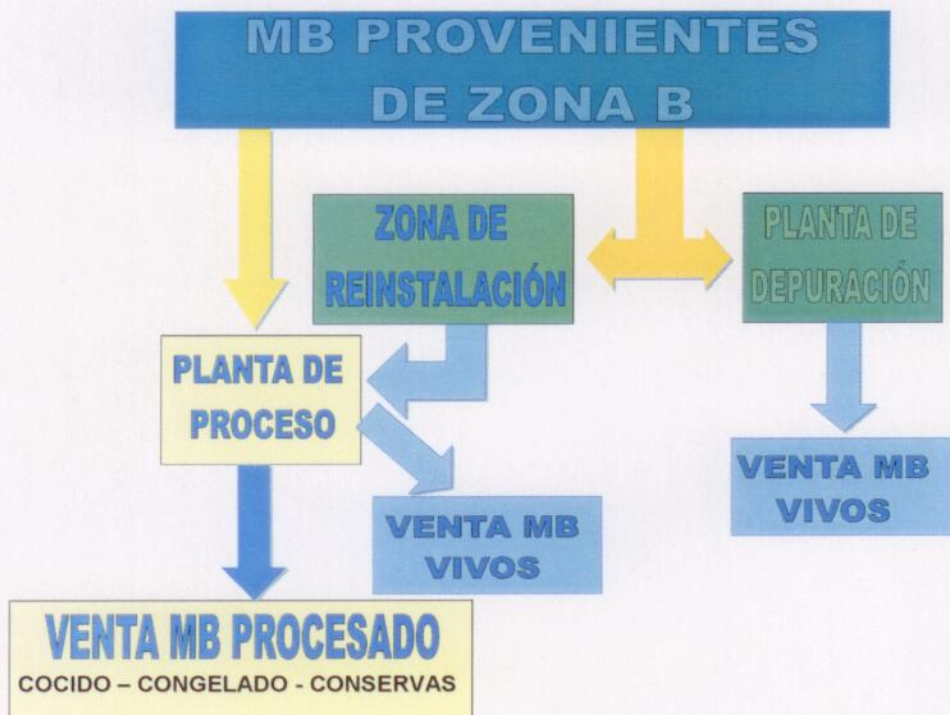 MB PROVENIENTES
DE ZONA B
ZONA DE
REINSTALACIÓN
PLANTA DE
DEPURACIÓN
PLANTA DE
PROCESO
VENTA MB
VIVOS
VENTA MB
VIVOS
VENTA MB PROCESADO
COCIDO – CONGELADO - CONSERVAS